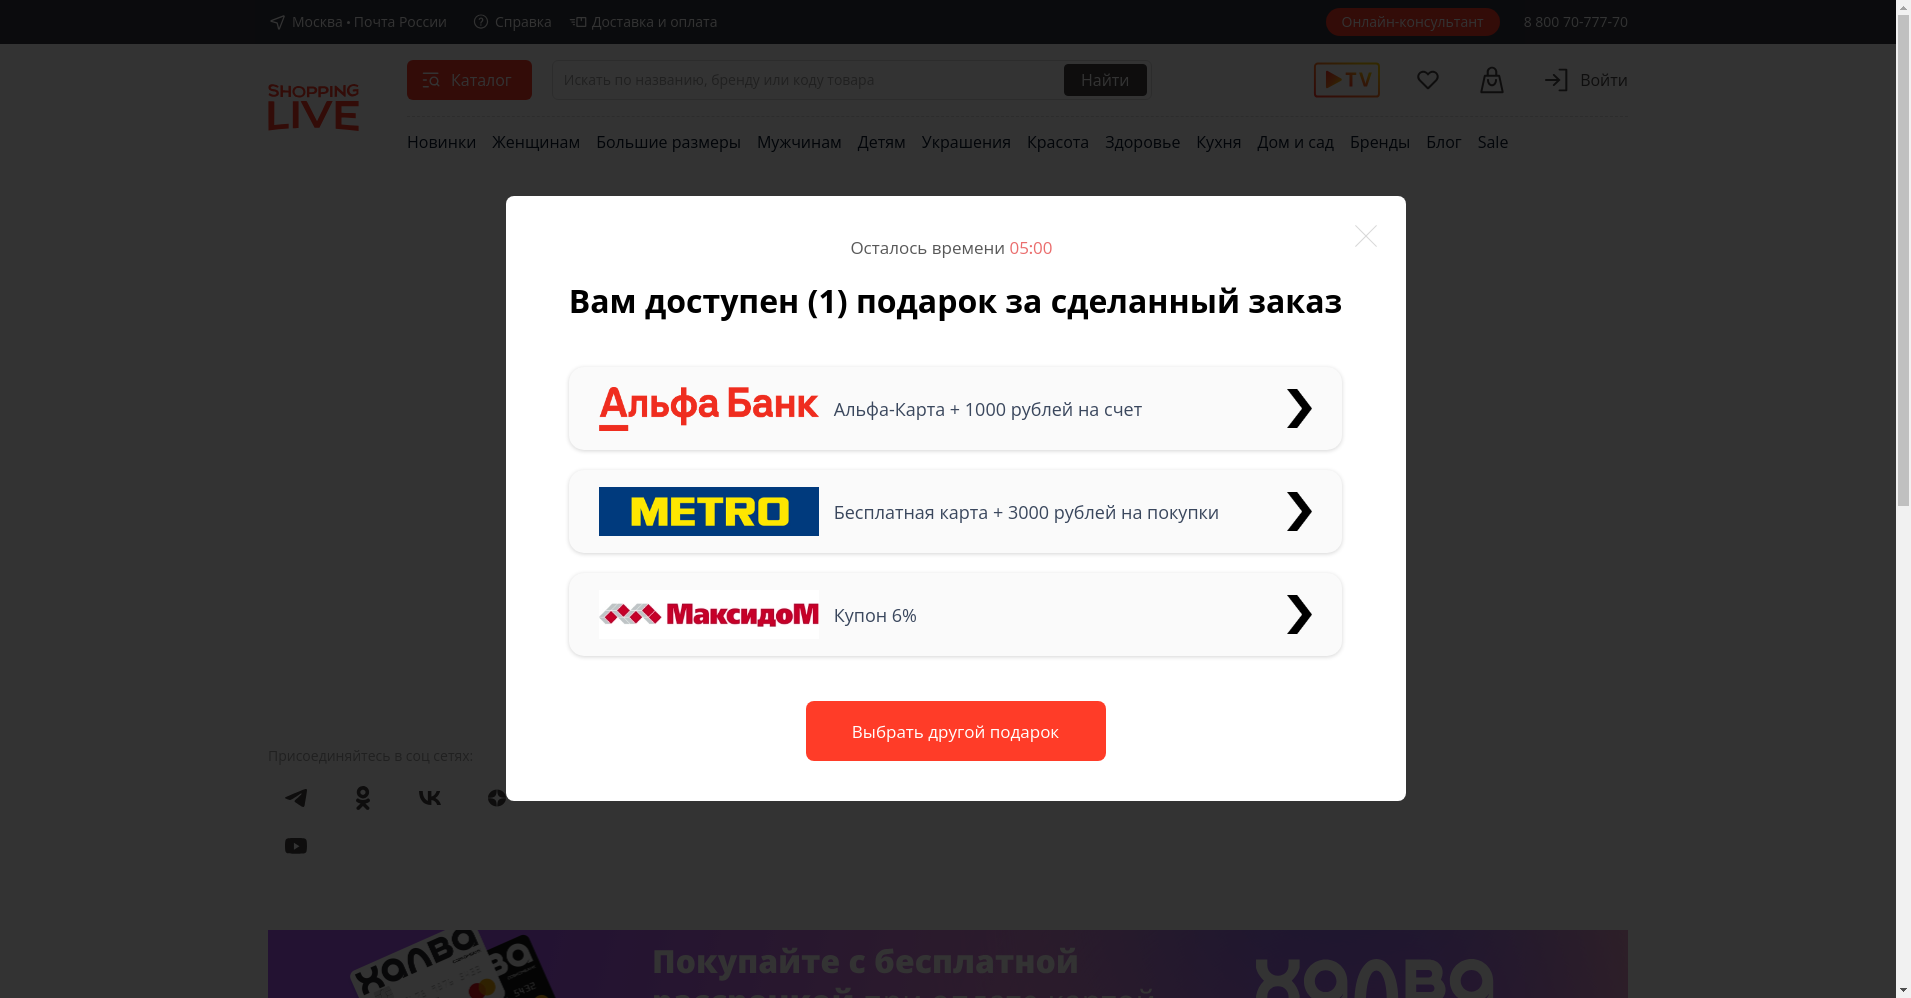 Москва • Почта России
Справка
Доставка и оплата
Онлайн-консультант
8 800 70-777-70
SHOPPING
LIVE
Каталог
Искать по названию, бренду или коду товара
Найти
TV
Войти
Новинки Женщинам Большие размеры Мужчинам Детям Украшения Красота Здоровье Кухня Дом и сад Бренды Блог Sale
Осталось времени 05:00
Вам доступен (1) подарок за сделанный заказ
Альфа Банк
Альфа-Карта + 1000 рублей на счет
METRO
Бесплатная карта + 3000 рублей на покупки
МаксидоМ
Купон 6%
Выбрать другой подарок
Присоединяйтесь в соц сетях:
халва
Покупайте с бесплатной
халва